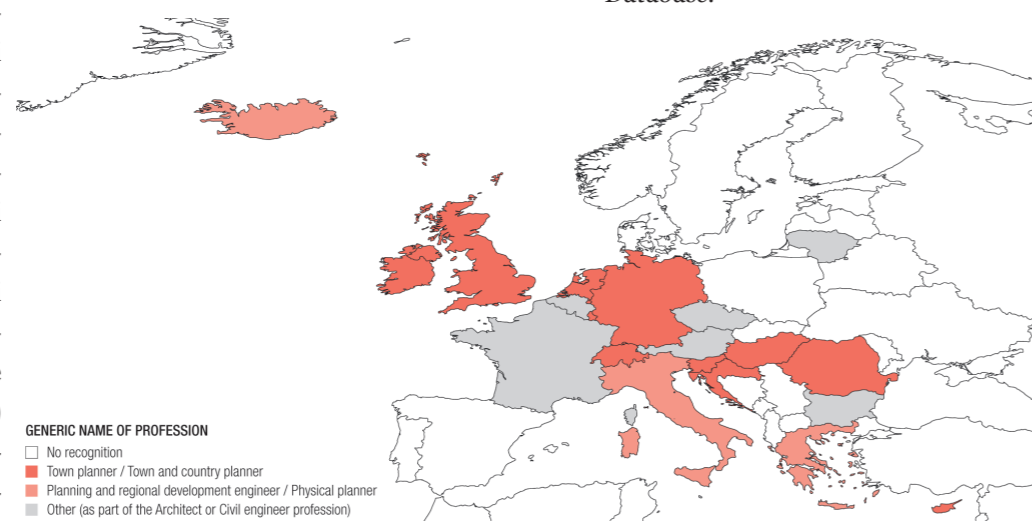 Database.
GENERIC NAME OF PROFESSION
No recognition
Town planner / Town and country planner
Planning and regional development engineer / Physical planner
Other (as part of the Architect or Civil engineer profession)